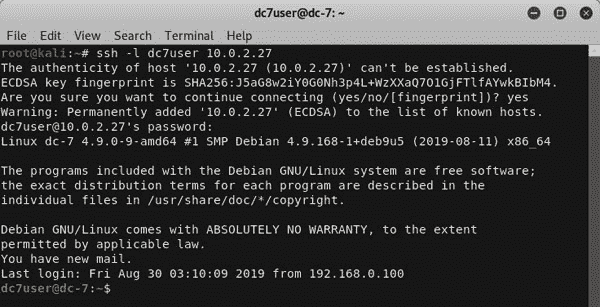 dc7user@dc-7: ~
File Edit View Search Terminal Help
root@kali:~# ssh -l dc7user 10.0.2.27
The authenticity of host '10.0.2.27 (10.0.2.27)' can't be established.
ECDSA key fingerprint is SHA256:J5aG8w2iY0G0Nh3p4L+WzXXaQ7O1GjFTlfAYwkBIbM4.
Are you sure you want to continue connecting (yes/no/[fingerprint])? yes
Warning: Permanently added '10.0.2.27' (ECDSA) to the list of known hosts.
dc7user@10.0.2.27's password:
Linux dc-7 4.9.0-9-amd64 #1 SMP Debian 4.9.168-1+deb9u5 (2019-08-11) x86_64
The programs included with the Debian GNU/Linux system are free software;
the exact distribution terms for each program are described in the
individual files in /usr/share/doc/*/copyright.
Debian GNU/Linux comes with ABSOLUTELY NO WARRANTY, to the extent
permitted by applicable law.
You have new mail.
Last login: Fri Aug 30 03:10:09 2019 from 192.168.0.100
dc7user@dc-7:~$